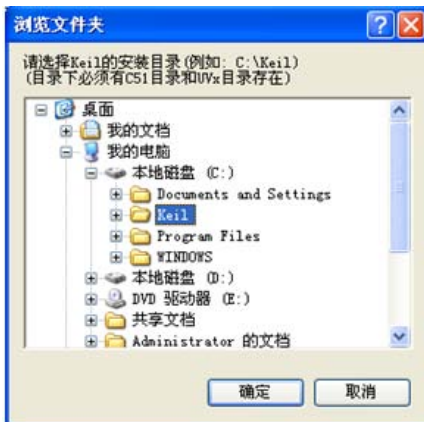 浏览文件夹
请选择Keil的安装目录(例如: C:\Keil)
(目录下必须有C51目录和UVx目录存在)
桌面
我的文档
我的电脑
本地磁盘 (C:)
Documents and Settings
Keil
Program Files
WINDOWS
本地磁盘 (D:)
DVD 驱动器 (E:)
共享文档
Administrator 的文档
确定 取消